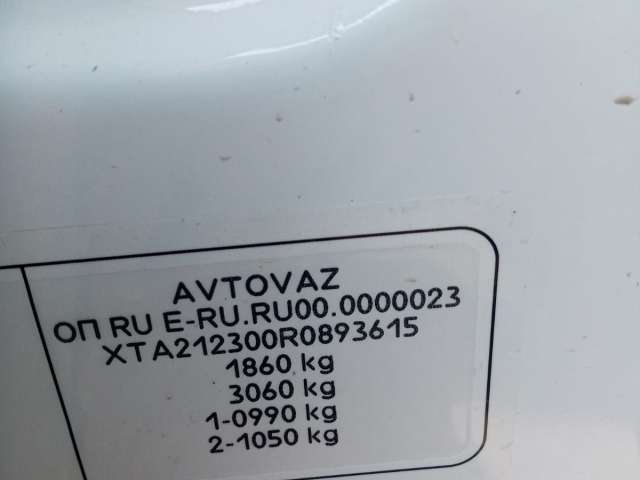 AVTOVAZ
ОП RU E-RU.RU00.0000023
XTA212300R0893615
1860 kg
3060 kg
1-0990 kg
2-1050 kg